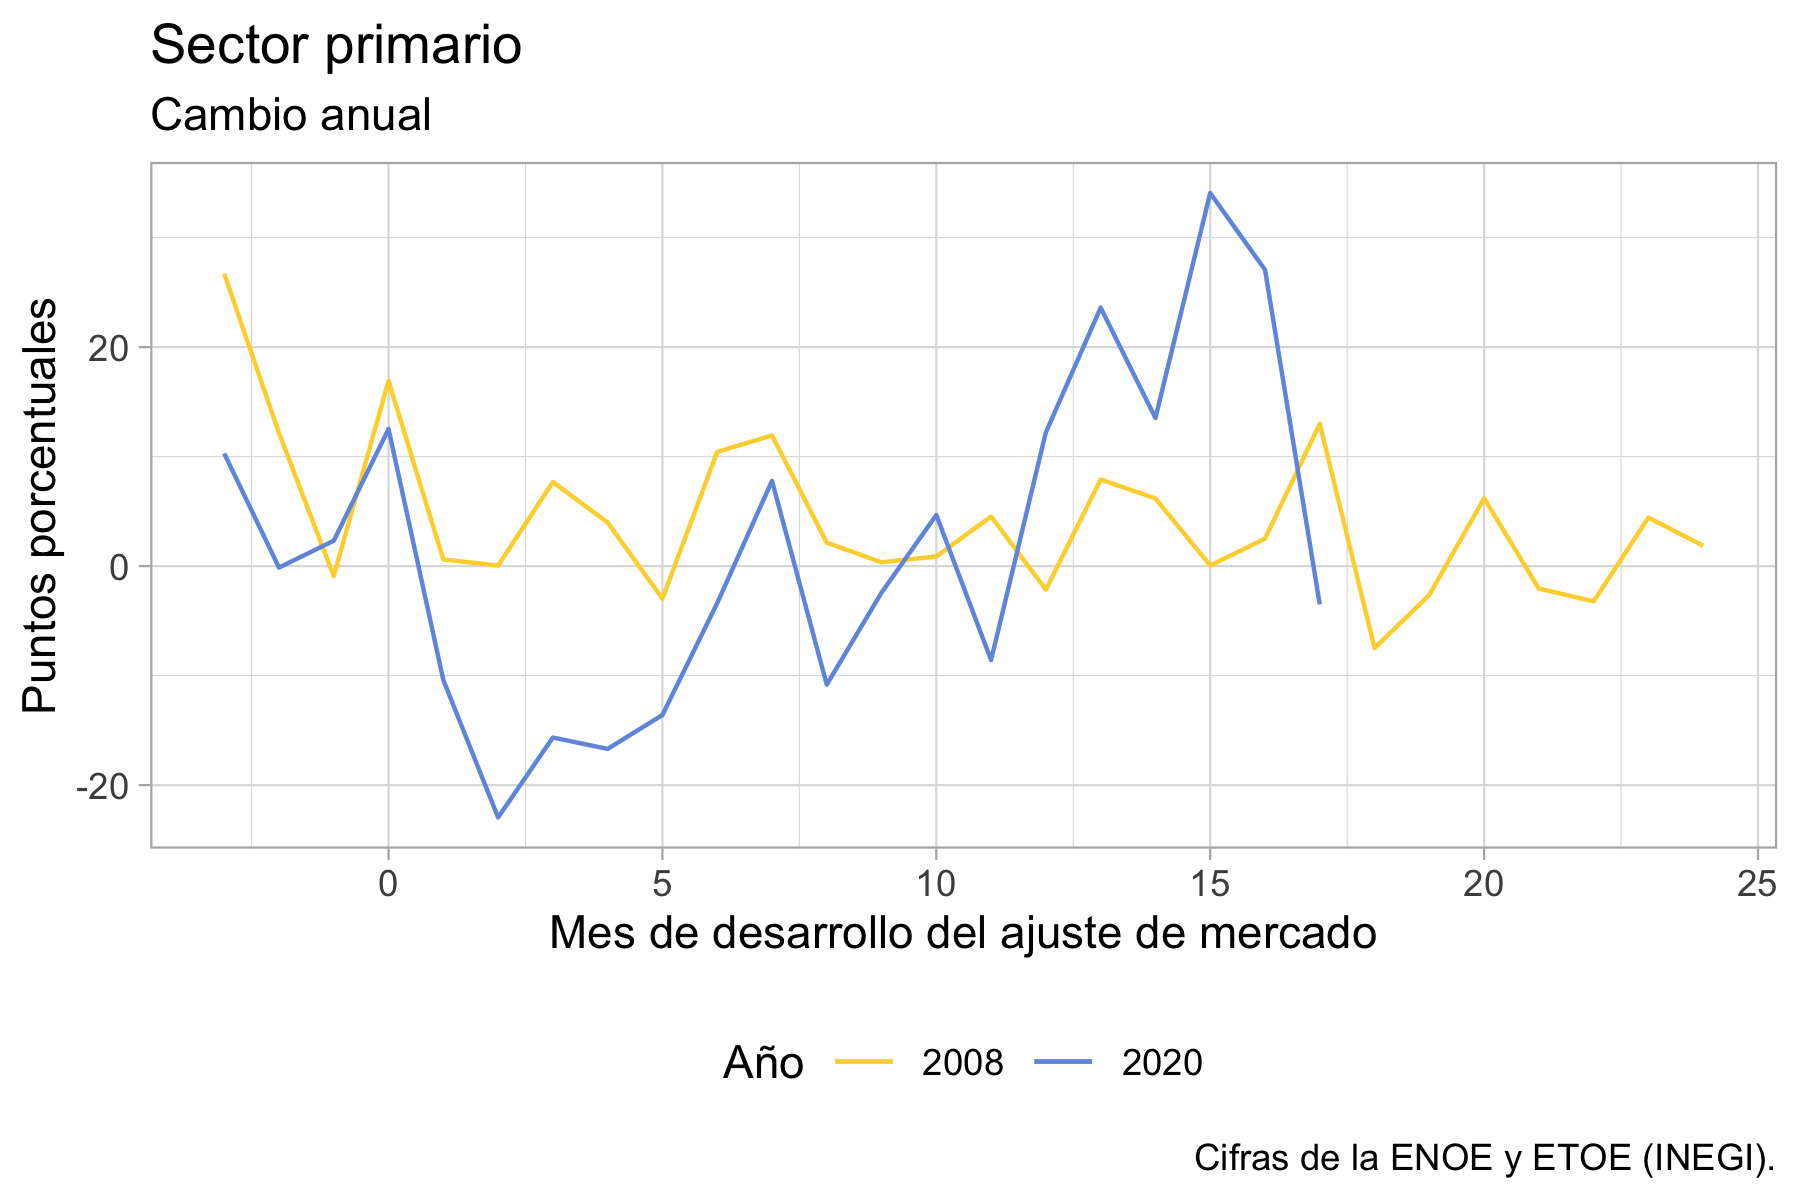 Sector primario
Cambio anual
Puntos porcentuales
20
0
-20
0 5 10 15 20 25
Mes de desarrollo del ajuste de mercado
Año 2008 2020
Cifras de la ENOE y ETOE (INEGI).